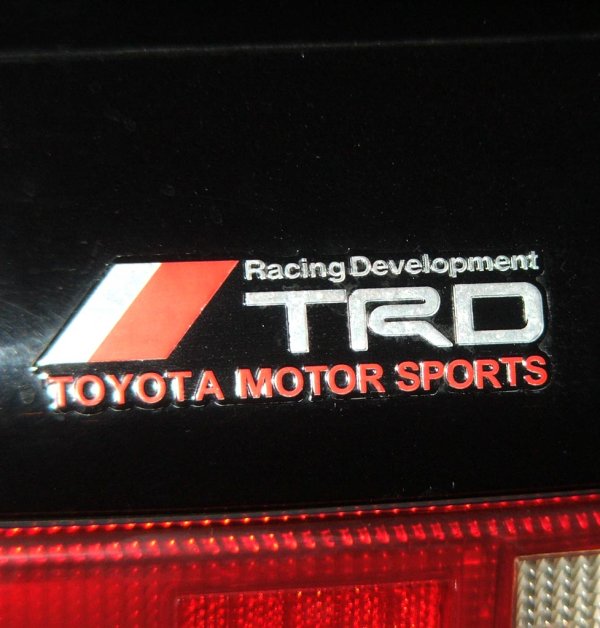 Racing Development
TRD
TOYOTA MOTOR SPORTS